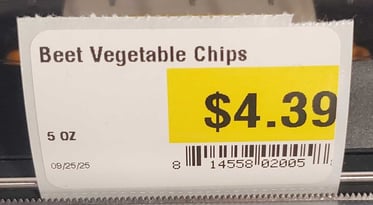 Beet Vegetable Chips
$4.39
5 OZ
09/25/25
8 14558 02005